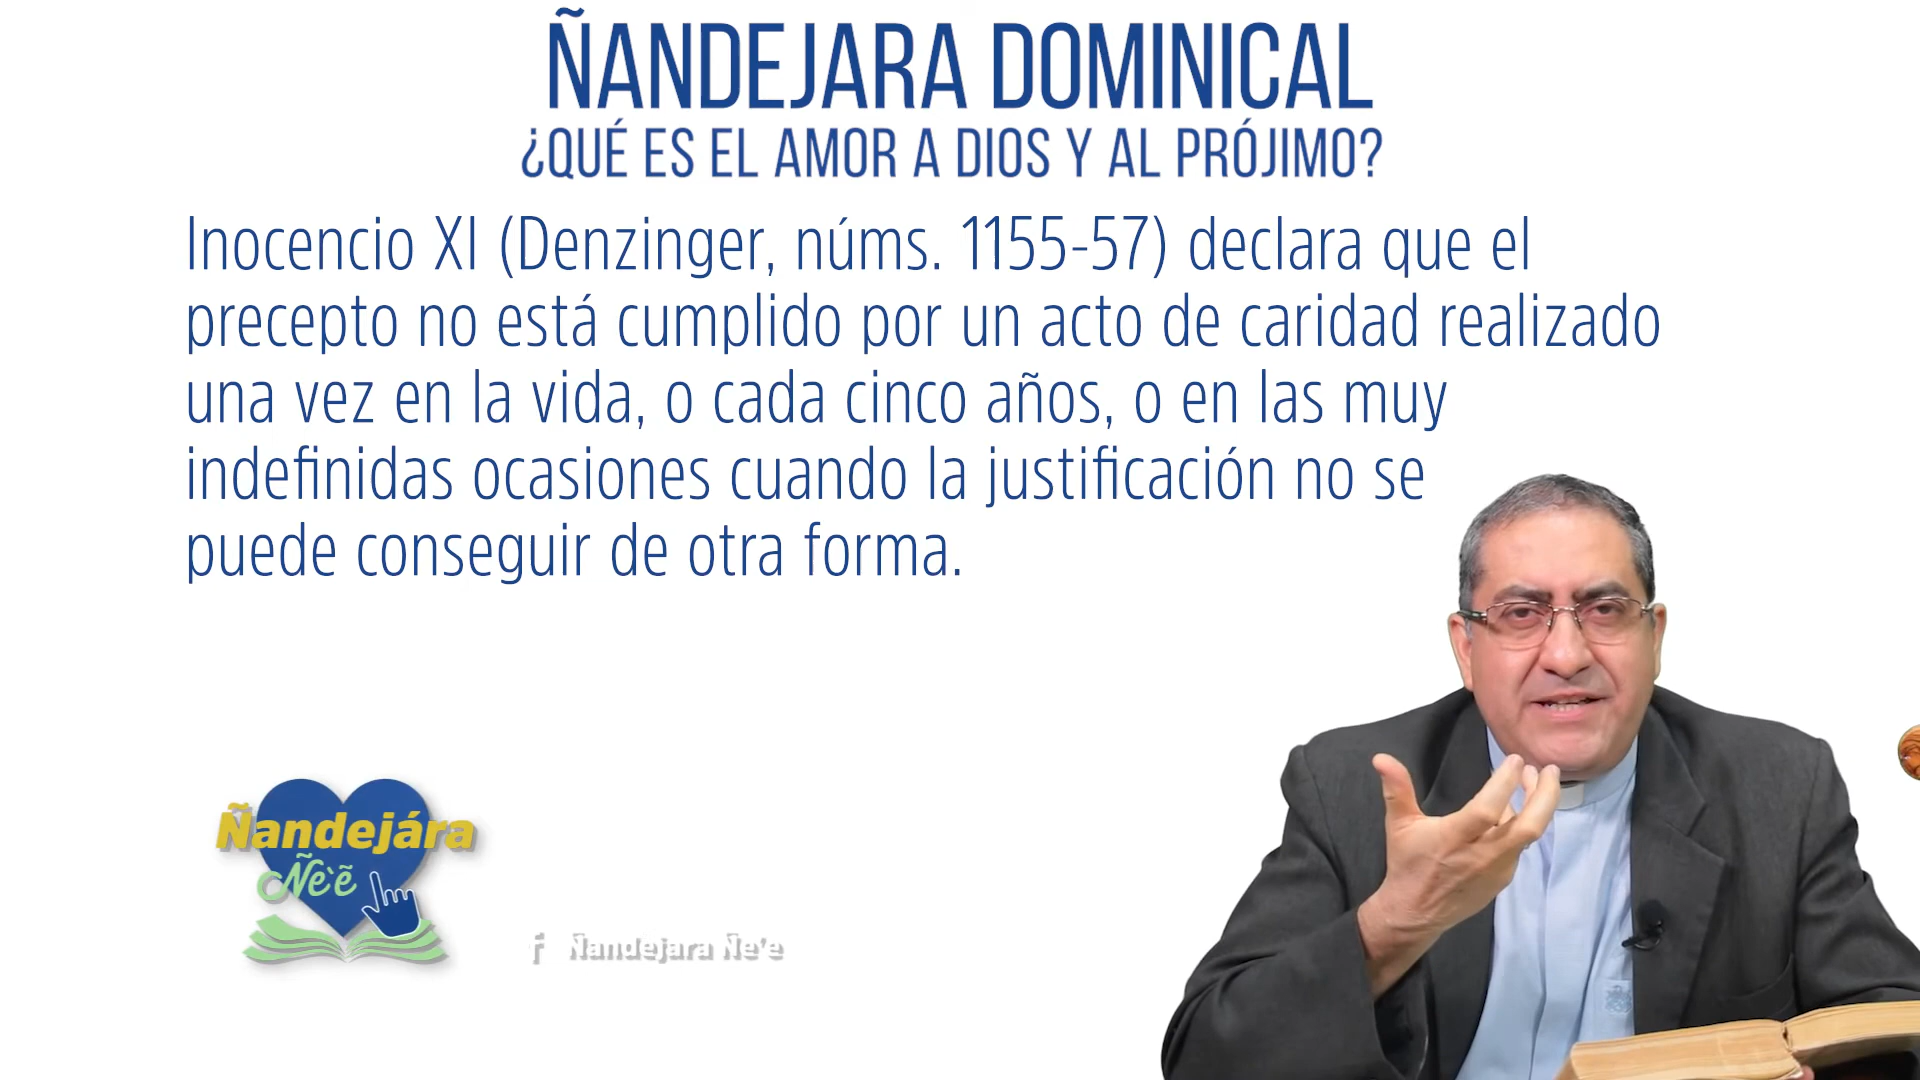 ÑANDEJARA DOMINICAL
¿QUÉ ES EL AMOR A DIOS Y AL PRÓJIMO?
Inocencio XI (Denzinger, núms. 1155-57) declara que el
precepto no está cumplido por un acto de caridad realizado
una vez en la vida, o cada cinco años, o en las muy
indefinidas ocasiones cuando la justificación no se
puede conseguir de otra forma.
Ñandejára
Ñe'ẽ
f Ñandejara Ñe'e